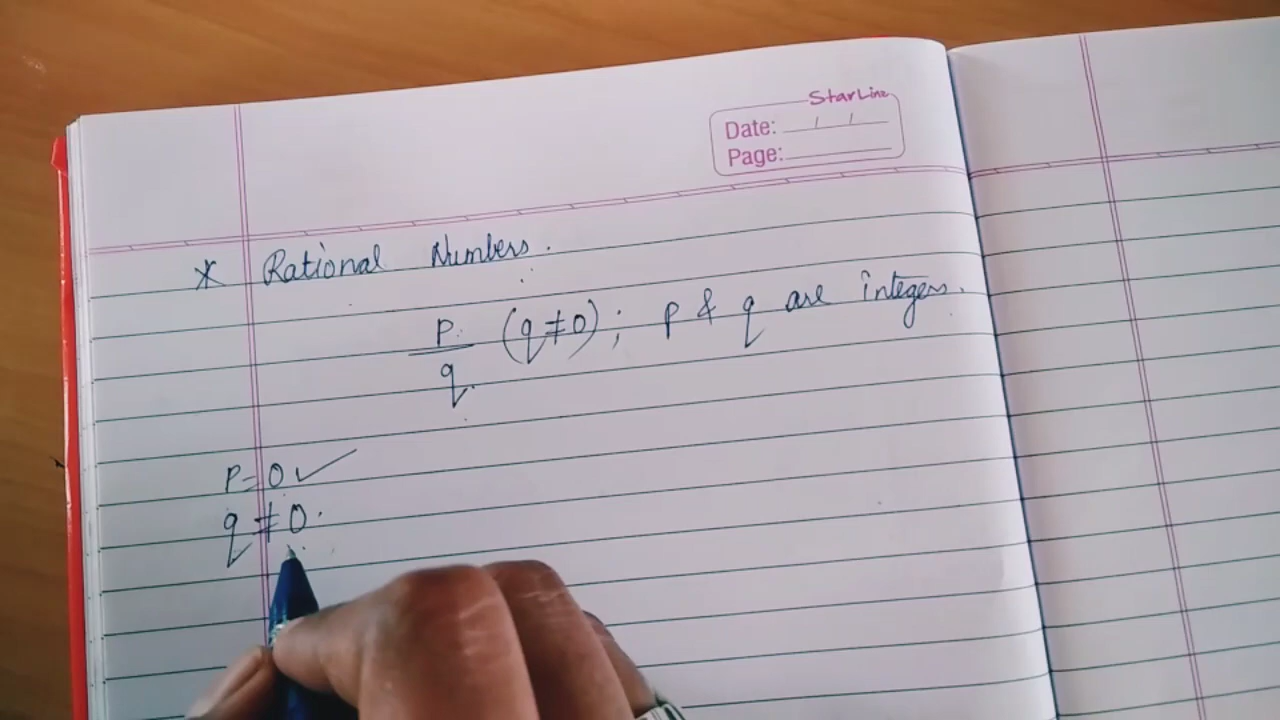 StarLine
Date: / /
Page:
* Rational Numbers.
p/q (q≠0); p & q are integers.
P=0 ✓
q≠0.